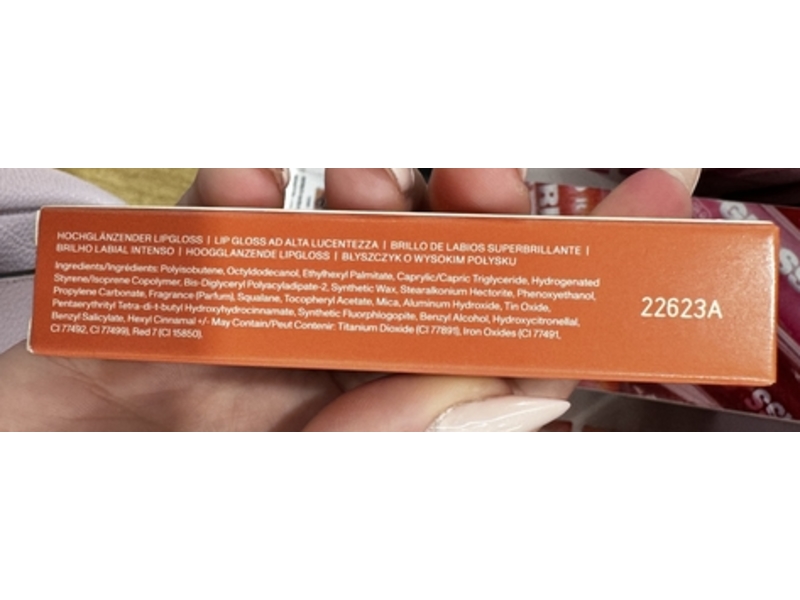 HOCHGLÄNZENDER LIPGLOSS | LIP GLOSS AD ALTA LUCENTEZZA | BRILLO DE LABIOS SUPERBRILLANTE |
BRILHO LABIAL INTENSO | HOOGGLANZENDE LIPGLOSS | BŁYSZCZYK O WYSOKIM POŁYSKU
Ingredients/Ingrédients: Polyisobutene, Octyldodecanol, Ethylhexyl Palmitate, Caprylic/Capric Triglyceride, Hydrogenated
Styrene/Isoprene Copolymer, Bis-Diglyceryl Polyacyladipate-2, Synthetic Wax, Stearalkonium Hectorite, Phenoxyethanol,
Propylene Carbonate, Fragrance (Parfum), Squalane, Tocopheryl Acetate, Mica, Aluminum Hydroxide, Tin Oxide,
Pentaerythrityl Tetra-di-t-butyl Hydroxyhydrocinnamate, Synthetic Fluorphlogopite, Benzyl Alcohol, Hydroxycitronellal,
Benzyl Salicylate, Hexyl Cinnamal +/- May Contain/Peut Contenir: Titanium Dioxide (CI 77891), Iron Oxides (CI 77491,
CI 77492, CI 77499), Red 7 (CI 15850).
22623A